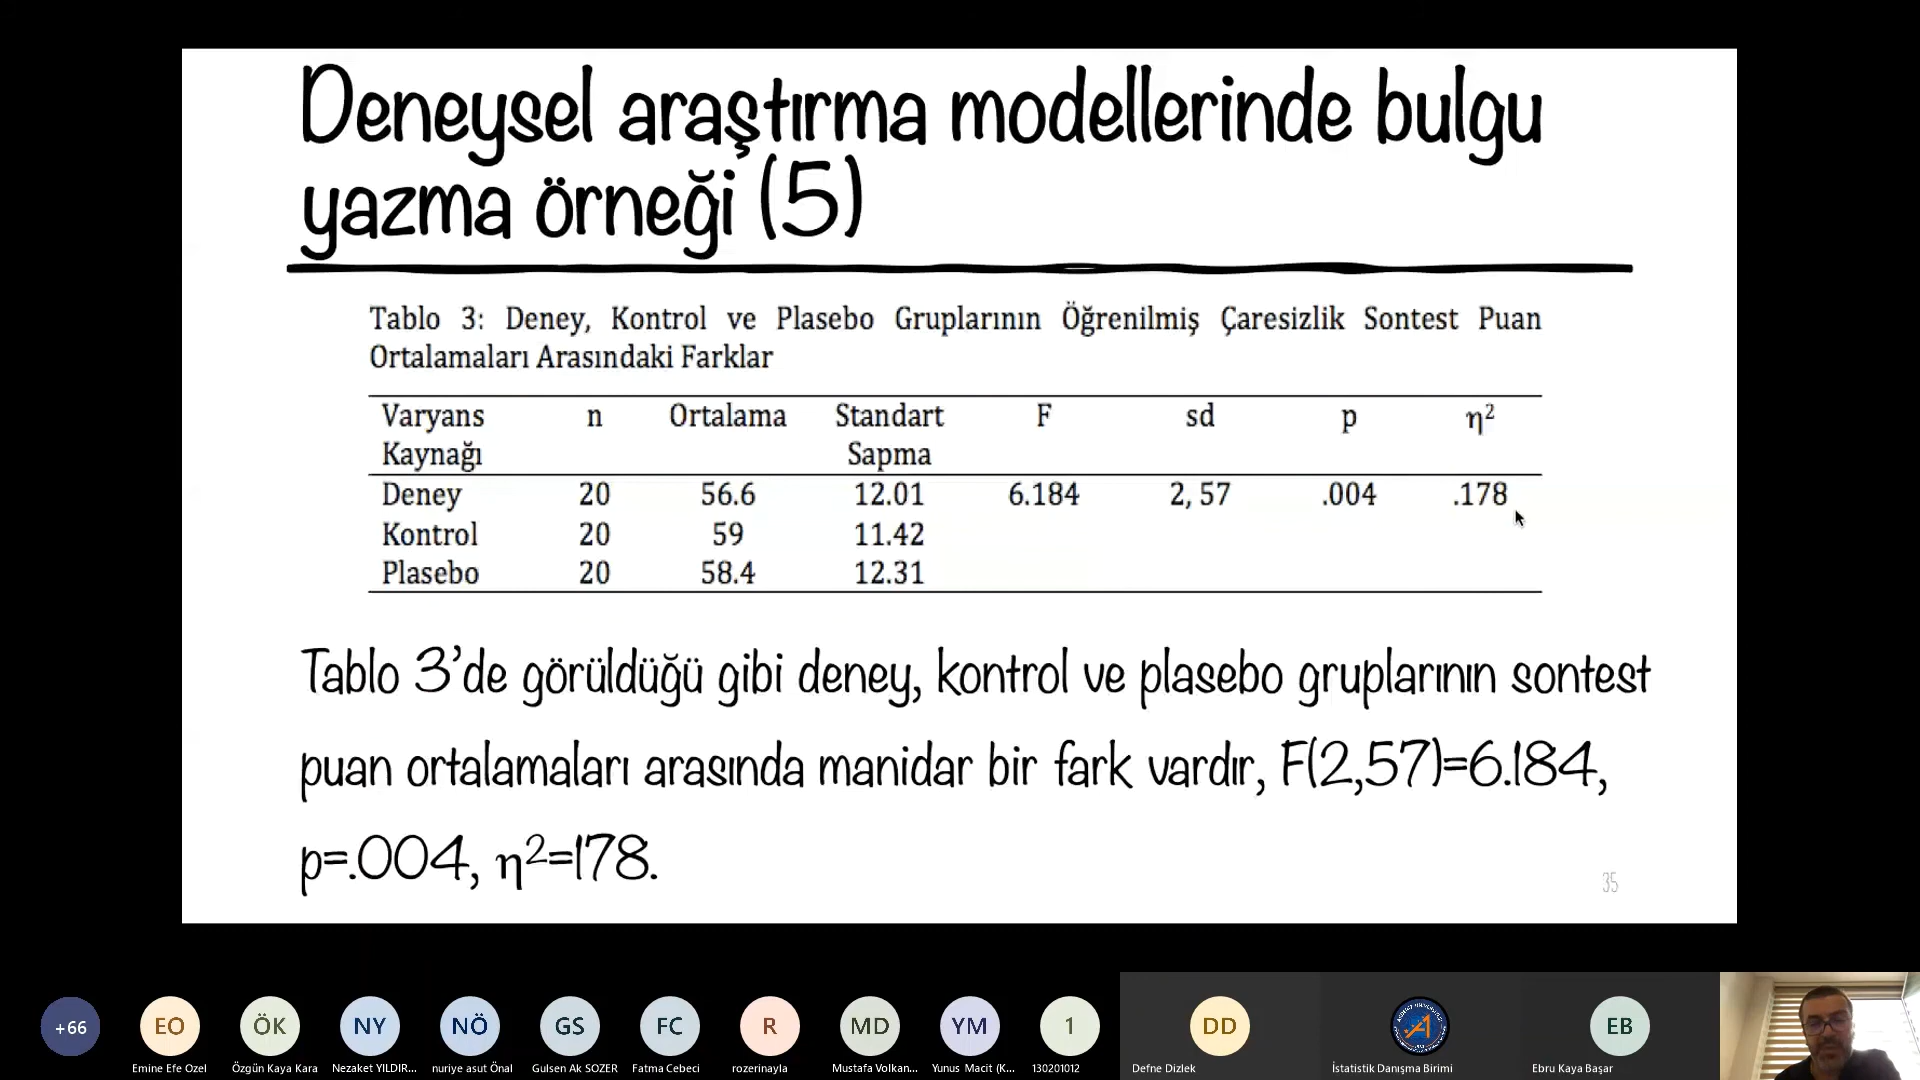 Deneysel araştırma modellerinde bulgu
yazma örneği (5)
Tablo 3: Deney, Kontrol ve Plasebo Gruplarının Öğrenilmiş Çaresizlik Sontest Puan
Ortalamaları Arasındaki Farklar
Varyans Kaynağı n Ortalama Standart Sapma F sd p η²
Deney 20 56.6 12.01 6.184 2, 57 .004 .178
Kontrol 20 59 11.42
Plasebo 20 58.4 12.31
Tablo 3'de görüldüğü gibi deney, kontrol ve plasebo gruplarının sontest
puan ortalamaları arasında manidar bir fark vardır, F(2,57)=6.184,
p=.004, η²=178.
35
+66 EO ÖK NY NÖ GS FC R MD YM 1 DD EB
Emine Efe Ozel Özgün Kaya Kara Nezaket YILDIR... nuriye asut Önal Gulsen Ak SOZER Fatma Cebeci rozerinayla Mustafa Volkan... Yunus Macit (K... 130201012 Defne Dizlek İstatistik Danışma Birimi Ebru Kaya Başar